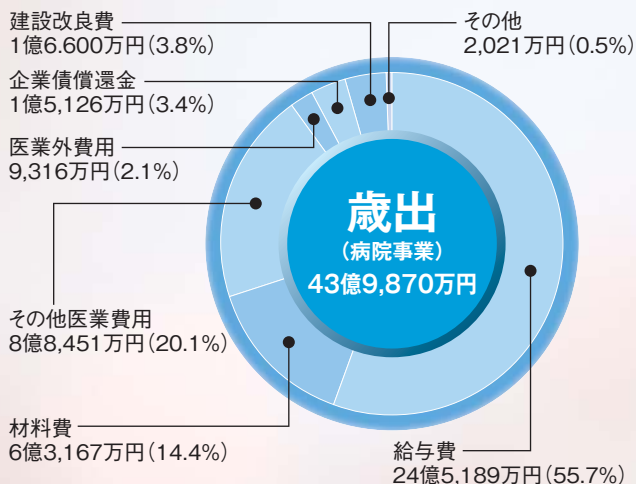 建設改良費
1億6.600万円(3.8%)
その他
2,021万円(0.5%)
企業債償還金
1億5,126万円(3.4%)
医業外費用
9,316万円(2.1%)
歳出
(病院事業)
43億9,870万円
その他医業費用
8億8,451万円(20.1%)
材料費
6億3,167万円(14.4%)
給与費
24億5,189万円(55.7%)